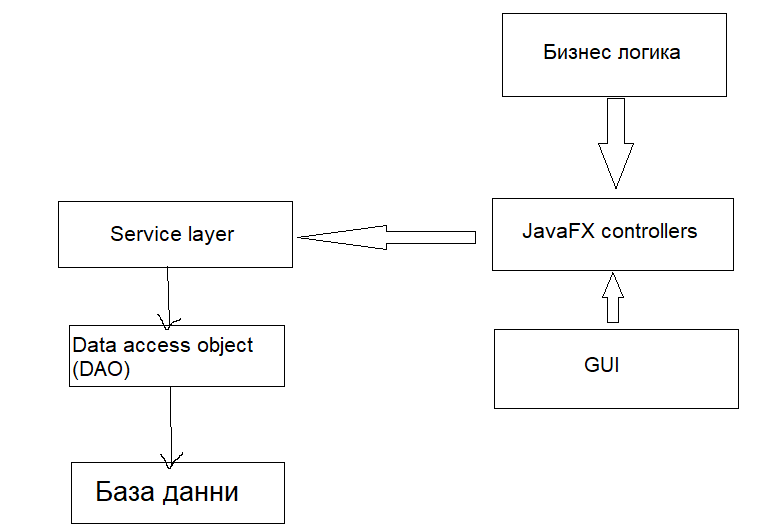 Бизнес логика
JavaFX controllers
Service layer
Data access object
(DAO)
GUI
База данни